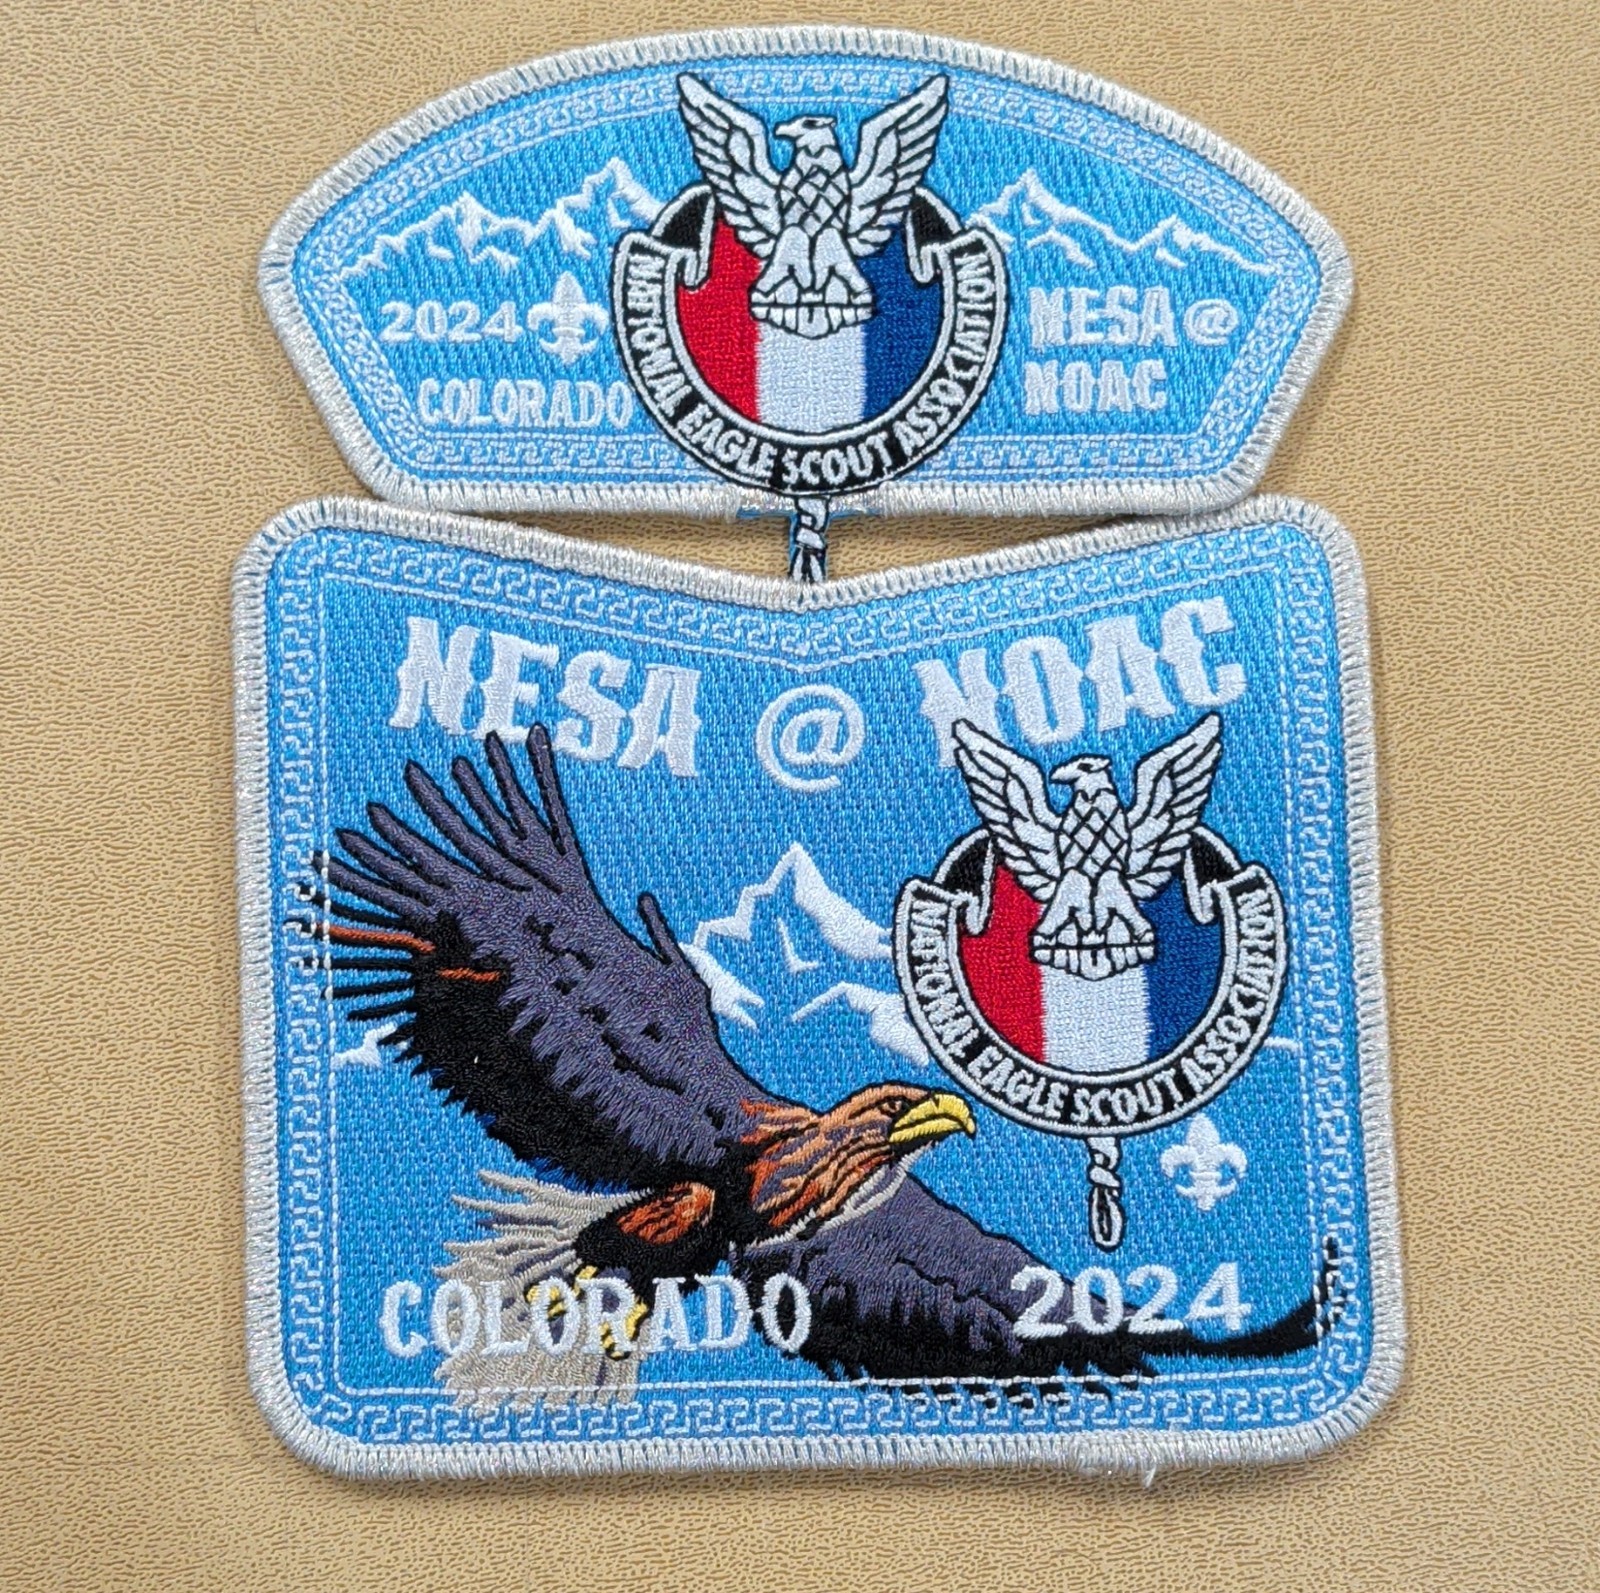 2024
COLORADO
NATIONAL EAGLE SCOUT ASSOCIATION
NESA @
NOAC
NESA @ NOAC
NATIONAL EAGLE SCOUT ASSOCIATION
COLORADO 2024